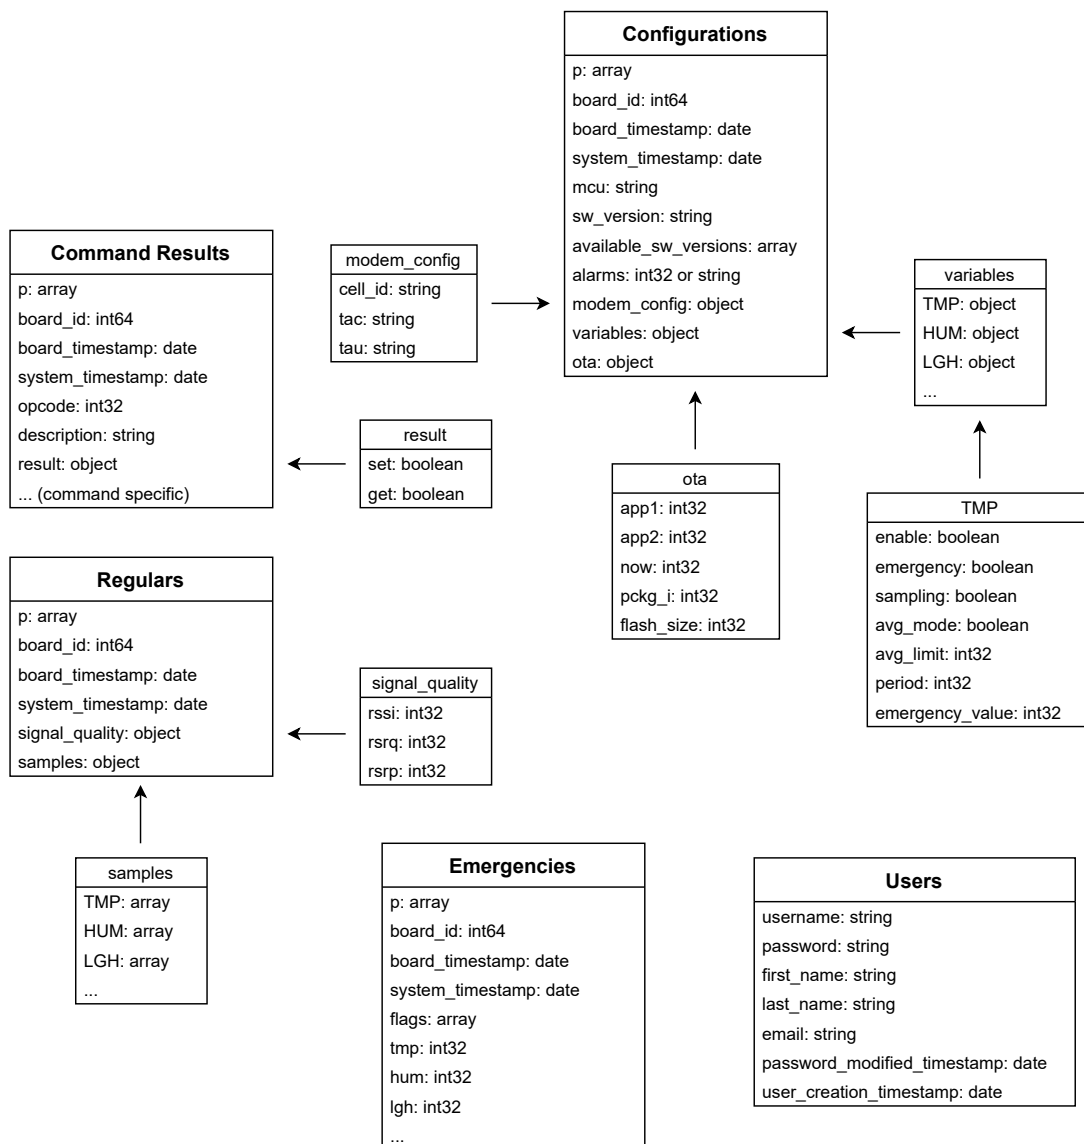 Configurations
p: array
board_id: int64
board_timestamp: date
system_timestamp: date
mcu: string
sw_version: string
available_sw_versions: array
alarms: int32 or string
modem_config: object
variables: object
ota: object
Command Results
p: array
board_id: int64
board_timestamp: date
system_timestamp: date
opcode: int32
description: string
result: object
... (command specific)
modem_config
cell_id: string
tac: string
tau: string
variables
TMP: object
HUM: object
LGH: object
...
result
set: boolean
get: boolean
ota
app1: int32
app2: int32
now: int32
pckg_i: int32
flash_size: int32
TMP
enable: boolean
emergency: boolean
sampling: boolean
avg_mode: boolean
avg_limit: int32
period: int32
emergency_value: int32
Regulars
p: array
board_id: int64
board_timestamp: date
system_timestamp: date
signal_quality: object
samples: object
signal_quality
rssi: int32
rsrq: int32
rsrp: int32
samples
TMP: array
HUM: array
LGH: array
...
Emergencies
p: array
board_id: int64
board_timestamp: date
system_timestamp: date
flags: array
tmp: int32
hum: int32
lgh: int32
...
Users
username: string
password: string
first_name: string
last_name: string
email: string
password_modified_timestamp: date
user_creation_timestamp: date